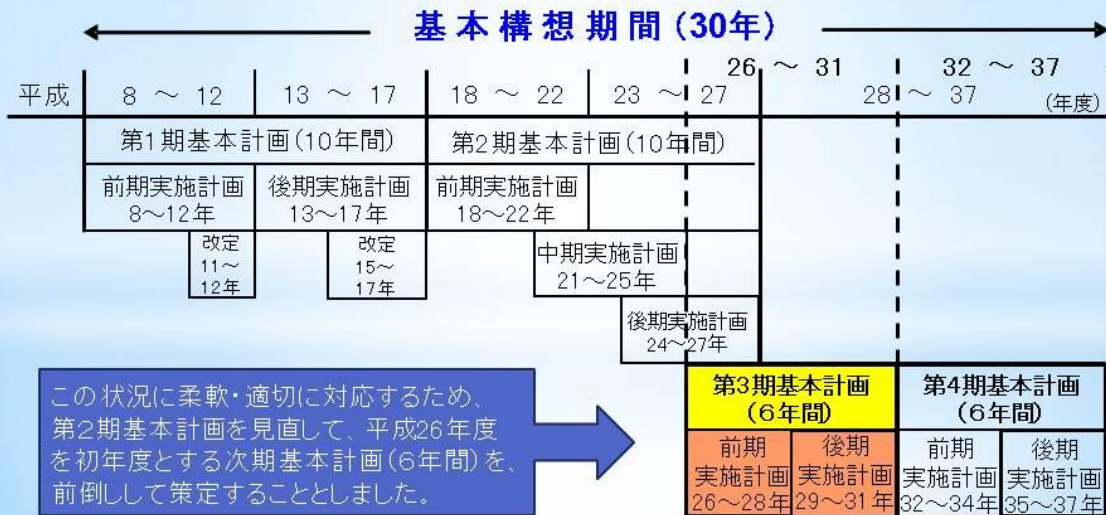 基本構想期間(30年)
26 ～ 31
32 ～ 37
平成
8 ～ 12
13 ～ 17
18 ～ 22
23 ～ 27
28 ～ 37
(年度)
第1期基本計画(10年間)
第2期基本計画(10年間)
前期実施計画
8～12年
後期実施計画
13～17年
前期実施計画
18～22年
改定
11～
12年
改定
15～
17年
中期実施計画
21～25年
後期実施計画
24～27年
この状況に柔軟・適切に対応するため、
第2期基本計画を見直して、平成26年度
を初年度とする次期基本計画(6年間)を、
前倒しして策定することとしました。
第3期基本計画
(6年間)
第4期基本計画
(6年間)
前期
実施計画
26～28年
後期
実施計画
29～31年
前期
実施計画
32～34年
後期
実施計画
35～37年